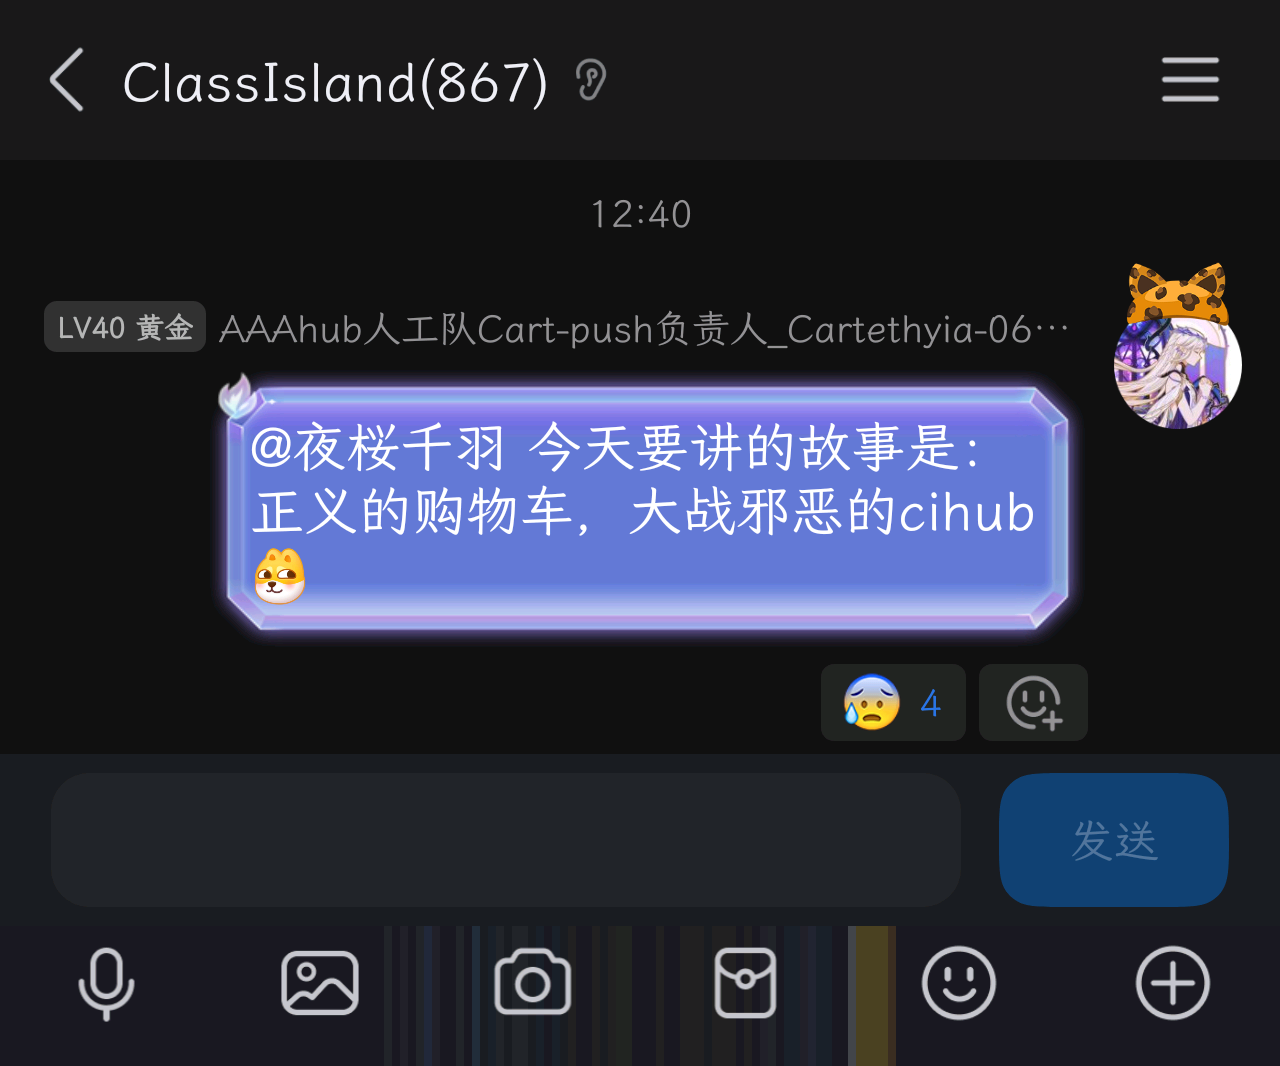 ClassIsland(867)
12:40
LV40 黄金 AAAhub人工队Cart-push负责人_Cartethyia-06…
@夜桜千羽 今天要讲的故事是：
正义的购物车，大战邪恶的cihub
4
发送